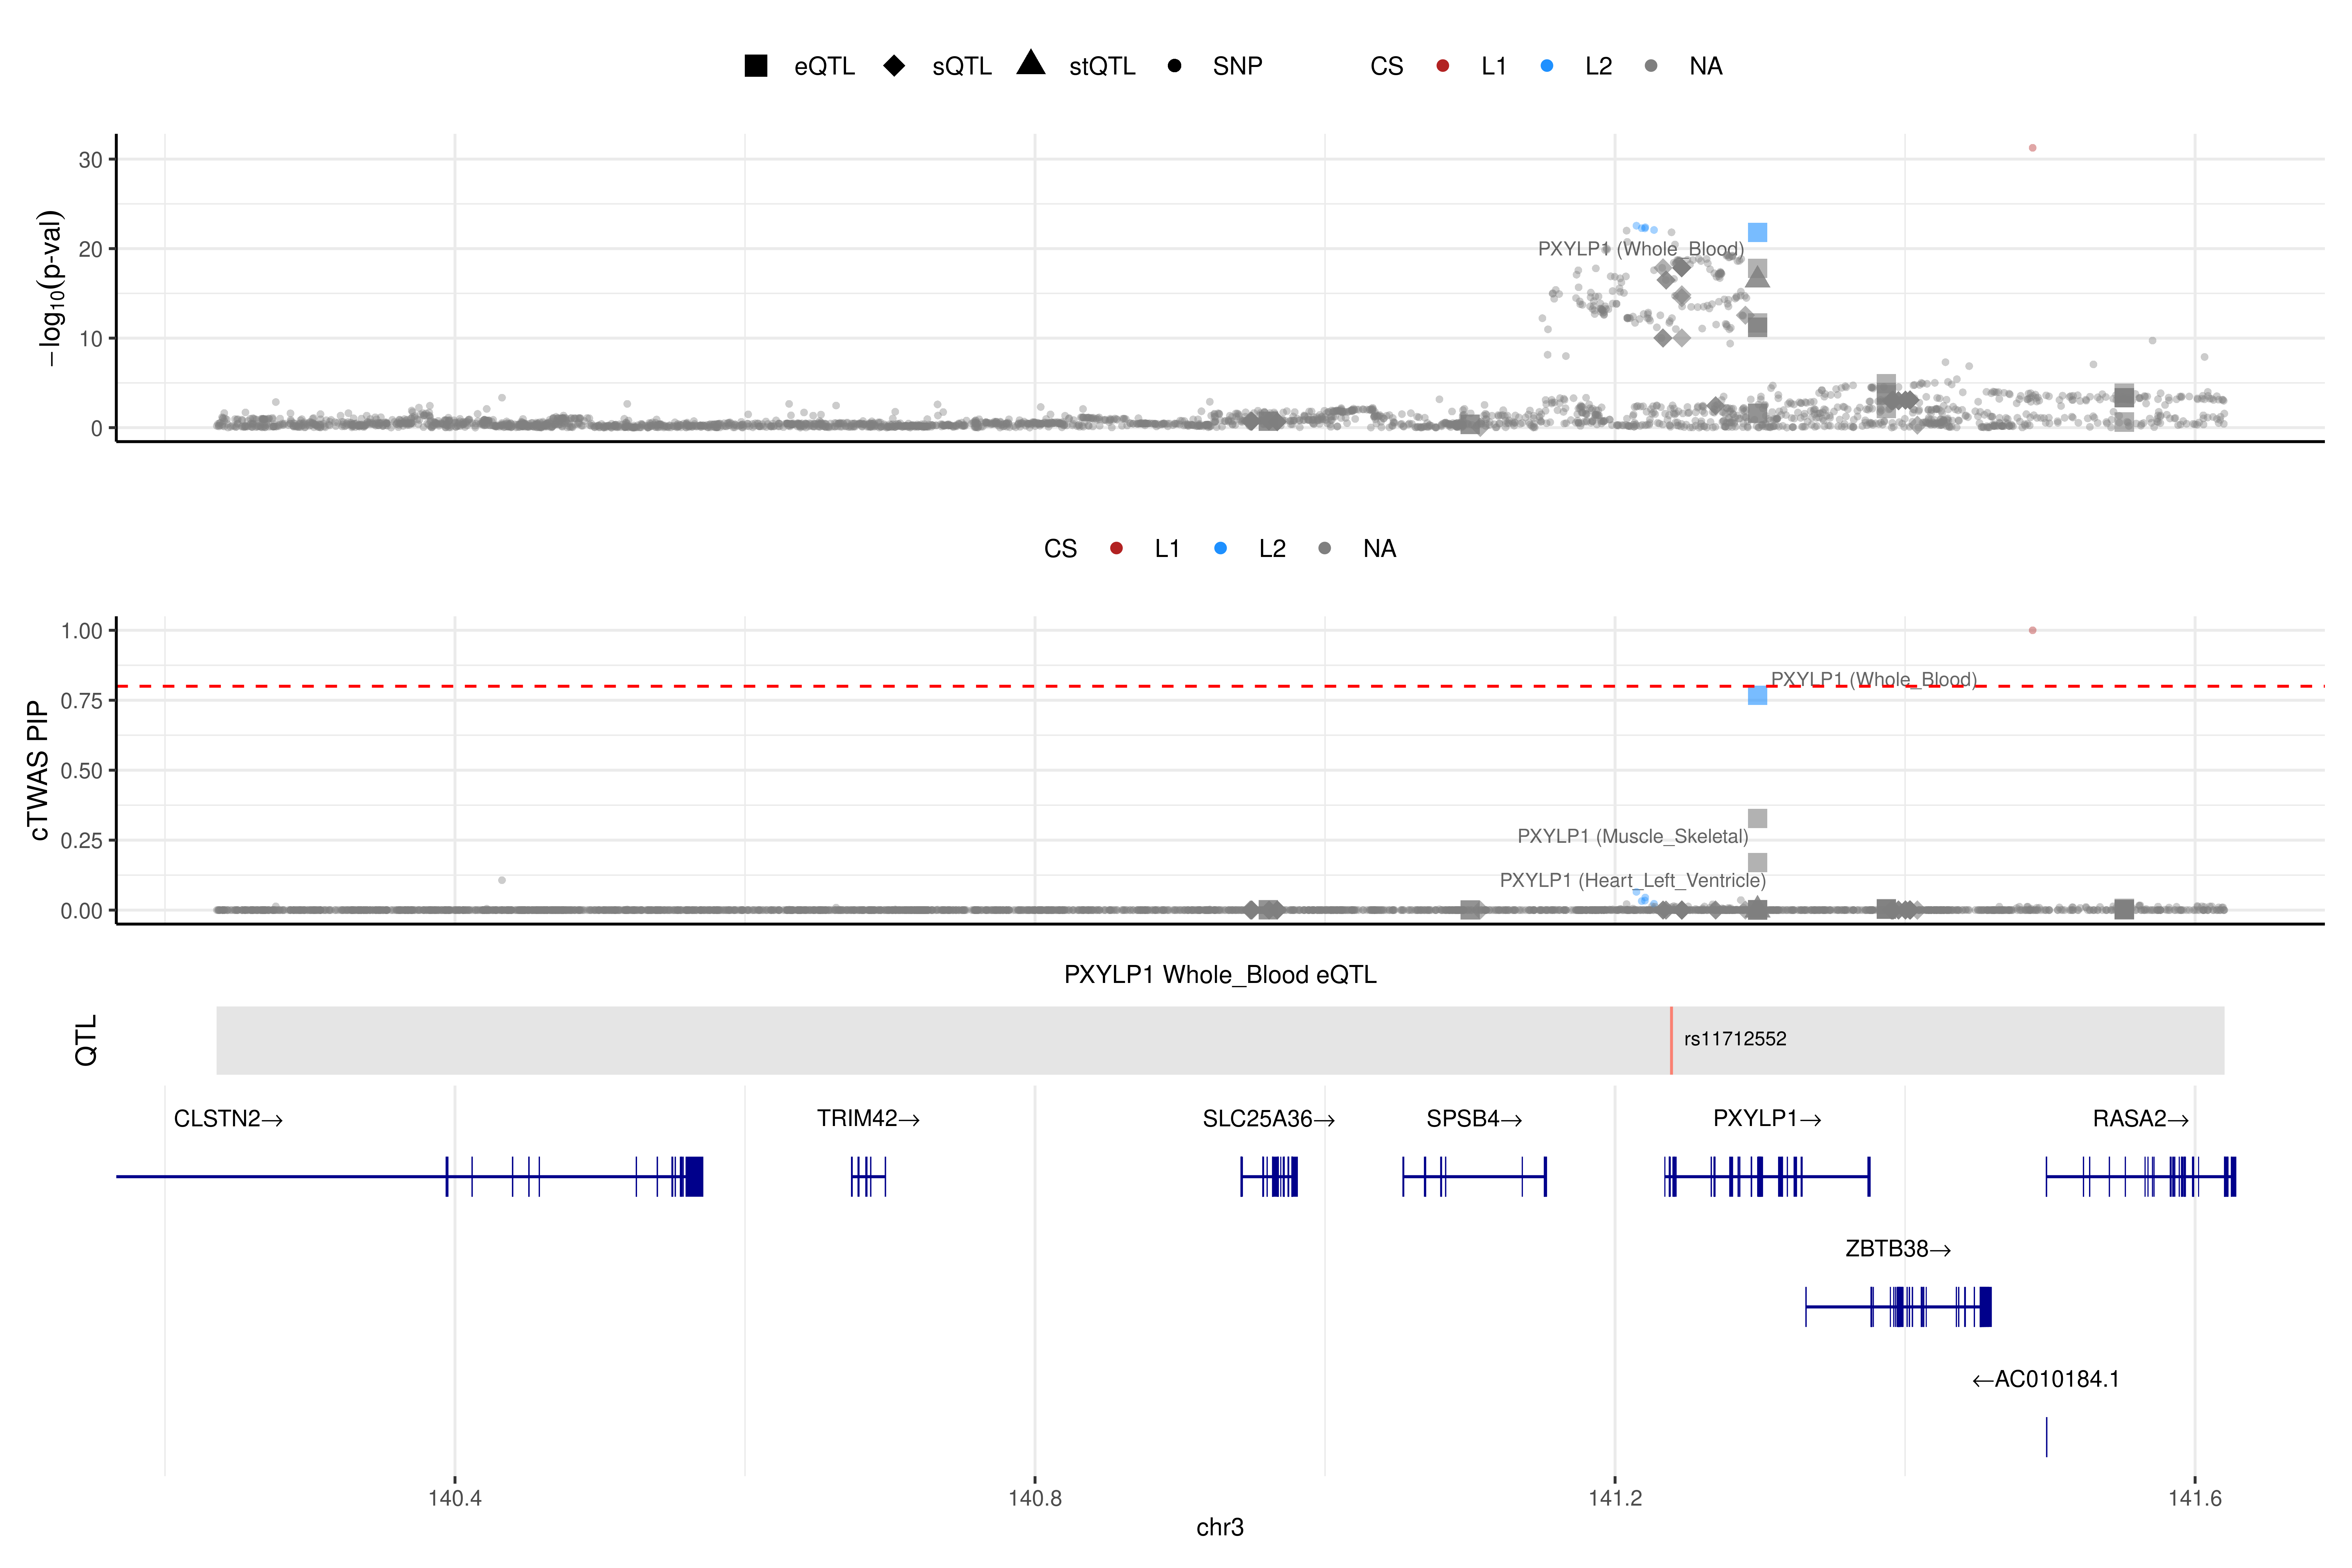 eQTL sQTL stQTL SNP CS L1 L2 NA
30
20
10
0
−log10(p-val)
PXYLP1 (Whole_Blood)
CS L1 L2 NA
1.00
0.75
0.50
0.25
0.00
cTWAS PIP
PXYLP1 (Whole_Blood)
PXYLP1 (Muscle_Skeletal)
PXYLP1 (Heart_Left_Ventricle)
PXYLP1 Whole_Blood eQTL
QTL
rs11712552
CLSTN2→ TRIM42→ SLC25A36→ SPSB4→ PXYLP1→ RASA2→
ZBTB38→
←AC010184.1
140.4 140.8 141.2 141.6
chr3